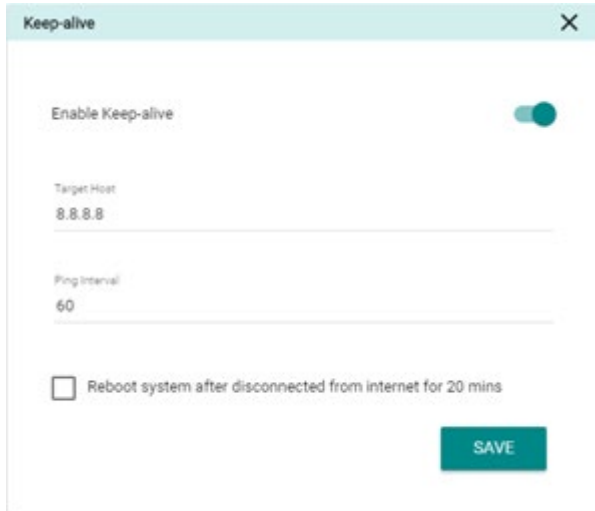 Keep-alive
Enable Keep-alive
Target Host
8.8.8.8
Ping Interval
60
Reboot system after disconnected from internet for 20 mins
SAVE